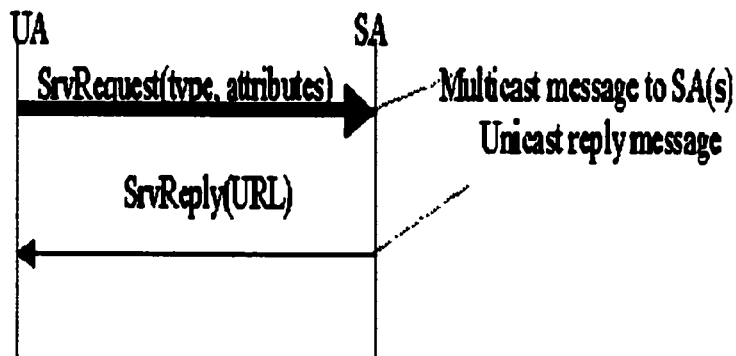 UA SA
SrvRequest(type, attributes) Multicast message to SA(s)
Unicast reply message
SrvReply(URL)